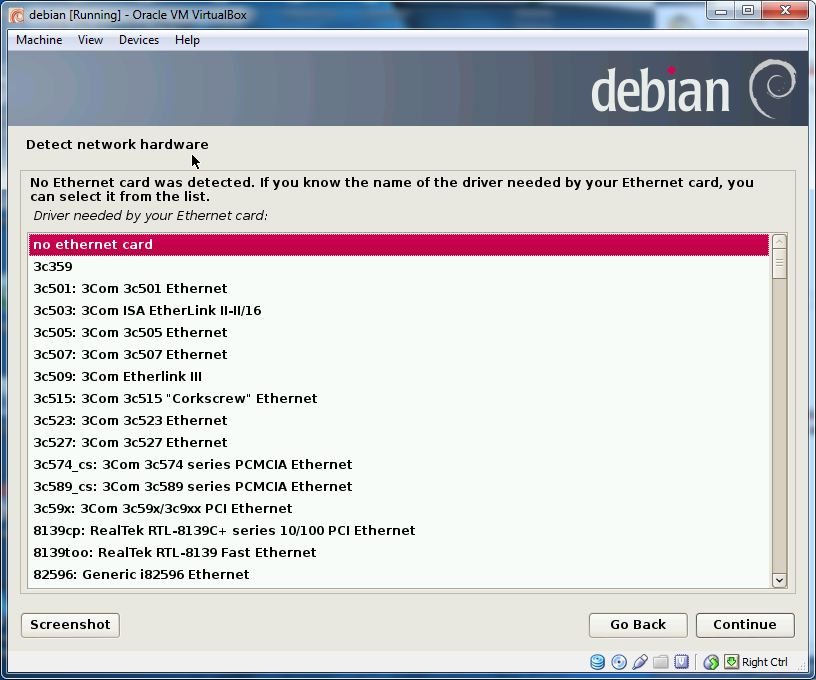 debian [Running] - Oracle VM VirtualBox
Machine View Devices Help
debian
Detect network hardware
No Ethernet card was detected. If you know the name of the driver needed by your Ethernet card, you
can select it from the list.
Driver needed by your Ethernet card:
no ethernet card
3c359
3c501: 3Com 3c501 Ethernet
3c503: 3Com ISA EtherLink II-II/16
3c505: 3Com 3c505 Ethernet
3c507: 3Com 3c507 Ethernet
3c509: 3Com Etherlink III
3c515: 3Com 3c515 "Corkscrew" Ethernet
3c523: 3Com 3c523 Ethernet
3c527: 3Com 3c527 Ethernet
3c574_cs: 3Com 3c574 series PCMCIA Ethernet
3c589_cs: 3Com 3c589 series PCMCIA Ethernet
3c59x: 3Com 3c59x/3c9xx PCI Ethernet
8139cp: RealTek RTL-8139C+ series 10/100 PCI Ethernet
8139too: RealTek RTL-8139 Fast Ethernet
82596: Generic i82596 Ethernet
Screenshot Go Back Continue
Right Ctrl